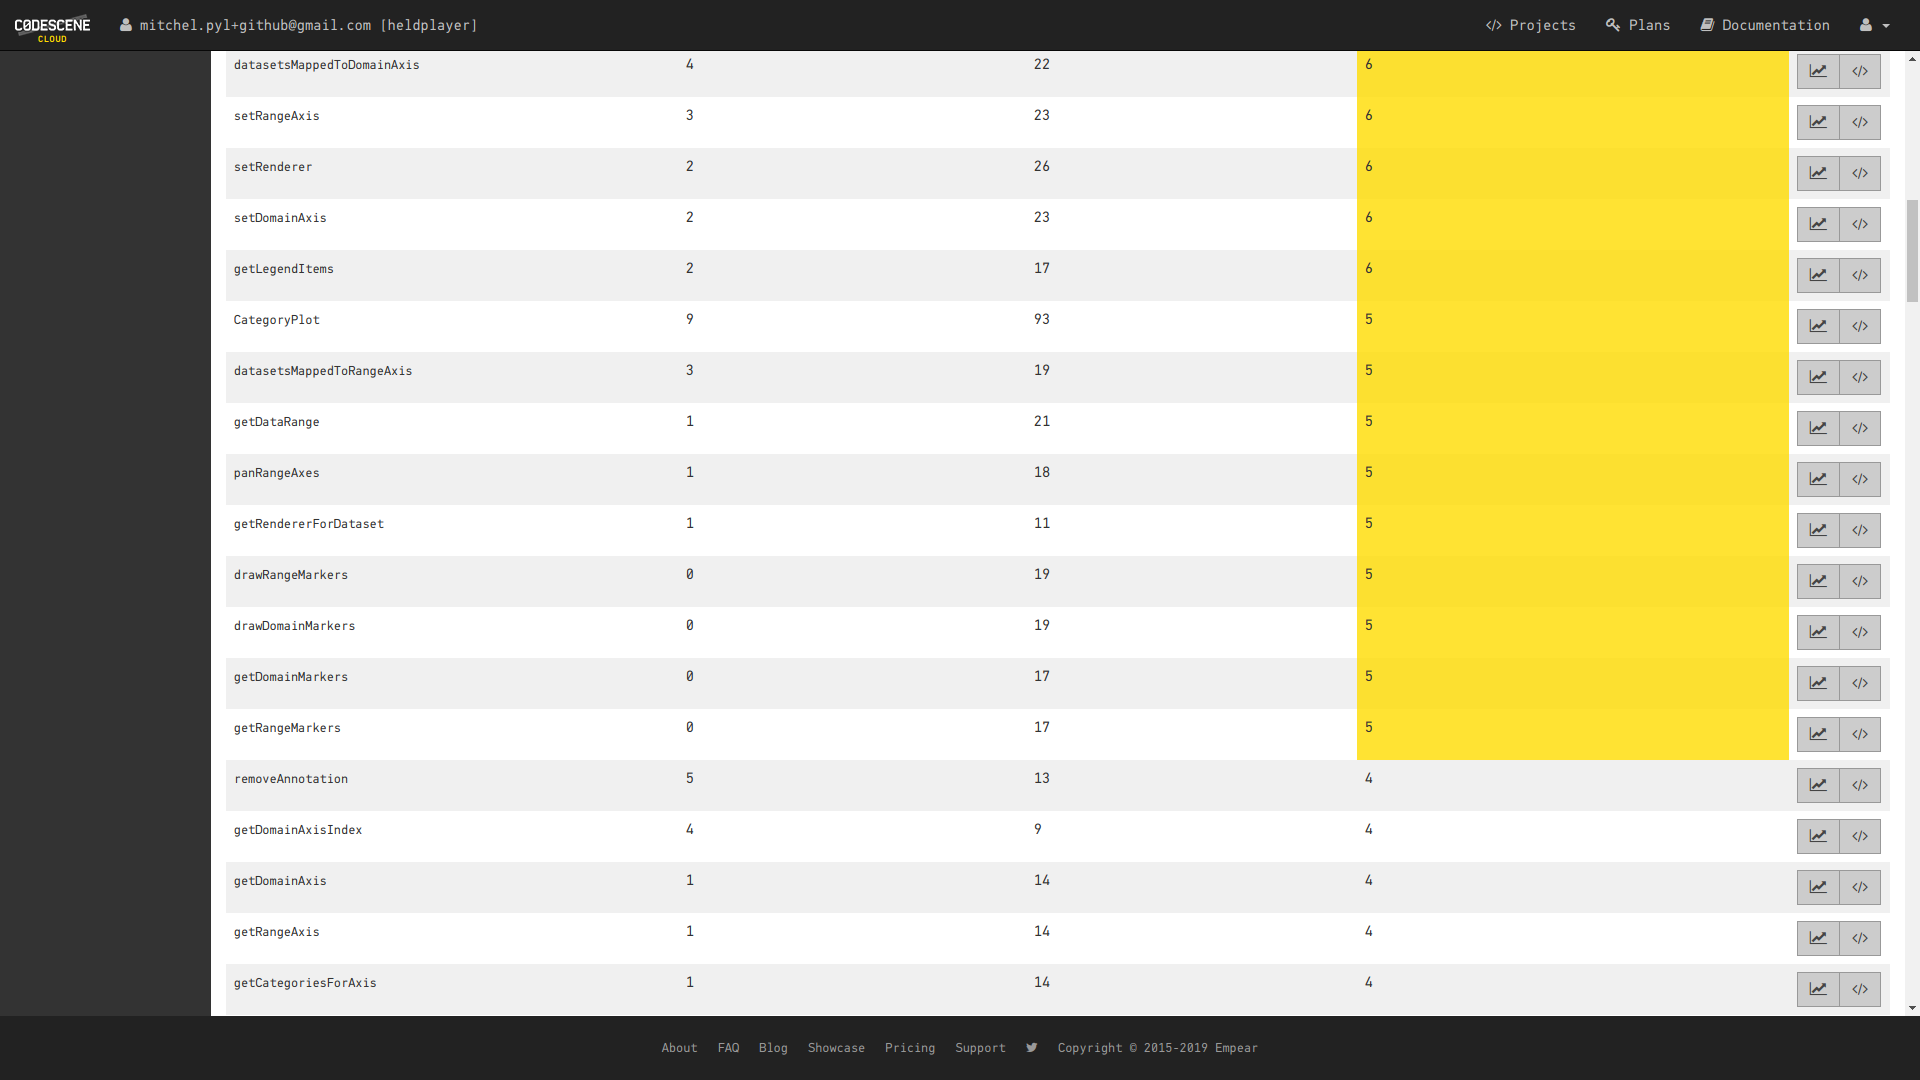 CODESCENE CLOUD mitchel.pyl+github@gmail.com [heldplayer] </> Projects Plans Documentation
datasetsMappedToDomainAxis 4 22 6 </>
setRangeAxis 3 23 6 </>
setRenderer 2 26 6 </>
setDomainAxis 2 23 6 </>
getLegendItems 2 17 6 </>
CategoryPlot 9 93 5 </>
datasetsMappedToRangeAxis 3 19 5 </>
getDataRange 1 21 5 </>
panRangeAxes 1 18 5 </>
getRendererForDataset 1 11 5 </>
drawRangeMarkers 0 19 5 </>
drawDomainMarkers 0 19 5 </>
getDomainMarkers 0 17 5 </>
getRangeMarkers 0 17 5 </>
removeAnnotation 5 13 4 </>
getDomainAxisIndex 4 9 4 </>
getDomainAxis 1 14 4 </>
getRangeAxis 1 14 4 </>
getCategoriesForAxis 1 14 4 </>
About FAQ Blog Showcase Pricing Support Copyright © 2015-2019 Empear